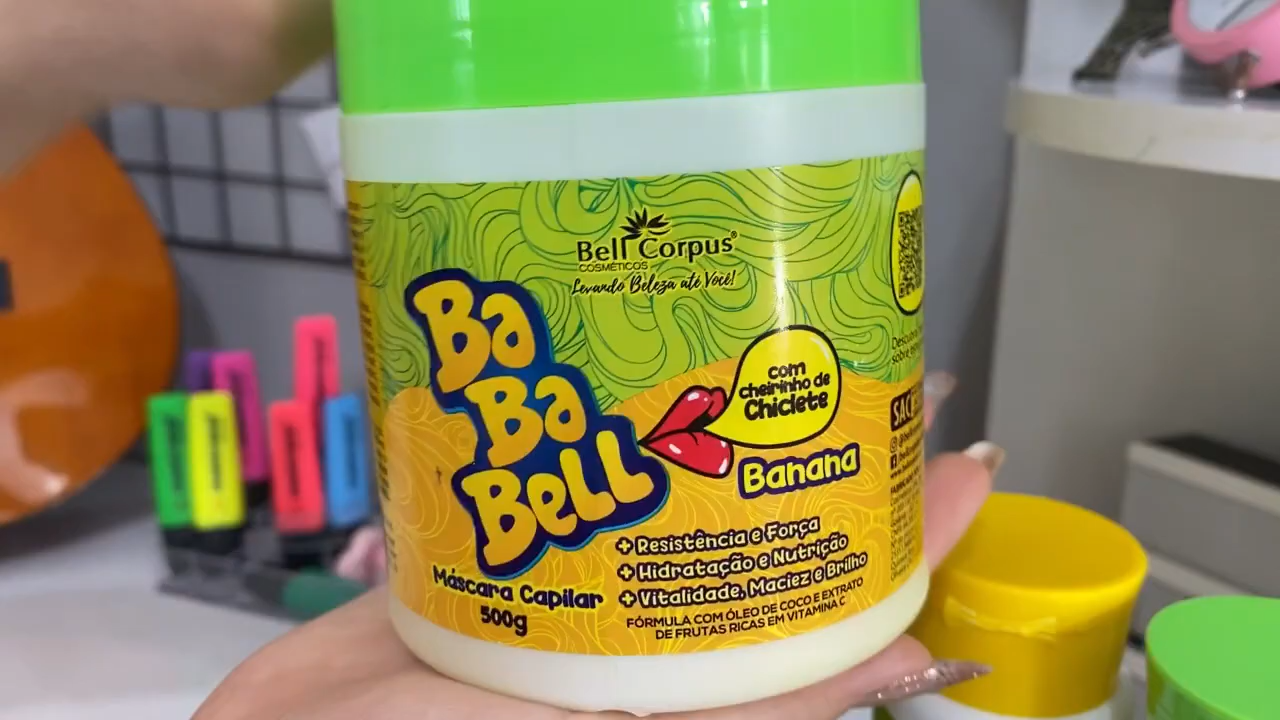 Bell Corpus®
COSMÉTICOS
Levando Beleza até Você!
Ba
Ba
Bell
com
cheirinho de
Chiclete
Banana
+ Resistência e Força
+ Hidratação e Nutrição
+ Vitalidade, Maciez e Brilho
FÓRMULA COM ÓLEO DE COCO E EXTRATO
DE FRUTAS RICAS EM VITAMINA C
Máscara Capilar
500g
SAC